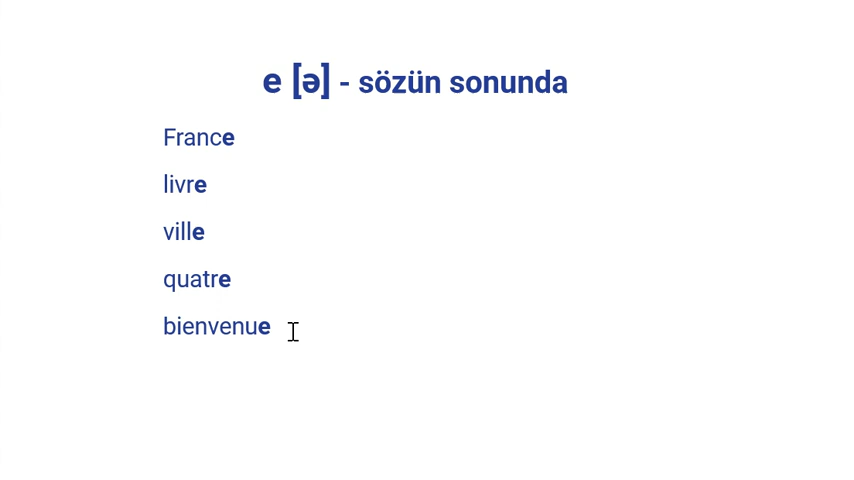 e [ə] - sözün sonunda
France
livre
ville
quatre
bienvenue